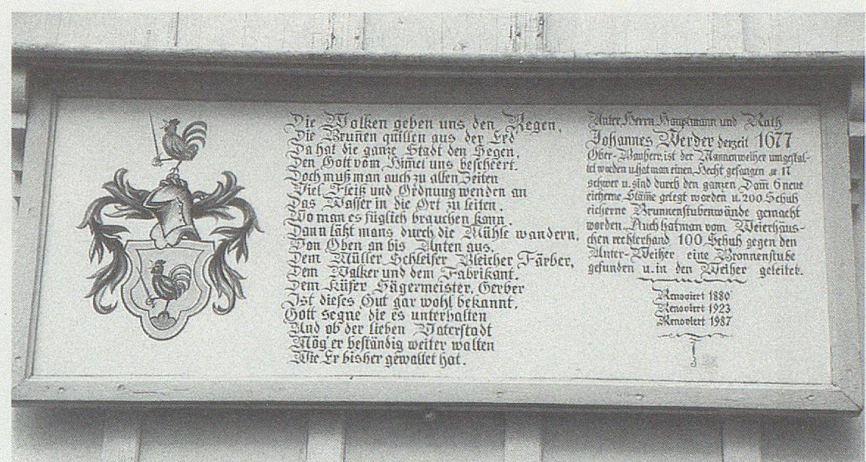 Die Wolken geben uns den Regen,
Die Brunen quillen aus der Erd
Da hat die ganz Stadt den Segen,
Den Gott vom Himel uns bescheert.
Doch muß man auch zu allen Zeiten
Viel Fleiß und Ordnung wenden an
Das Wasser in die Ort zu leiten,
Wo man es füglich brauchen kann.
Dann läßt mans durch die Mühle wandern,
Von Oben an bis Unten aus.
Dem Müller Schleifer Bleicher Färber,
Dem Walker und dem Fabrikant.
Dem Küfer Sägermeister, Gerber
Ist dieses Gut gar wohl bekannt.
Gott segne die es unterhalten
Und ob der lieben Vaterstadt
Mög' er beständig weiter walten
Wie Er bisher gewaltet hat.
Unter Herrn Hauptmann und Rath
Johannes Werder derzeit 1677
Ober-Bauherr, ist der Mannenweiher umgestal-
tet worden u. hat man einen Hecht gefangen 17
schwer u. sind durch den ganzen Dam 6 neue
eicherne Stäme gelegt worden u. 200 Schuh
eicherne Brunnenstubenwände gemacht
worden. Auch hat man vom Weierhäus-
chen rechterhand 100 Schuh gegen den
Unter-Weiher eine Bronnenstube
gefunden u. in den Weiher geleitet.
Renoviert 1880
Renoviert 1923
Renoviert 1987